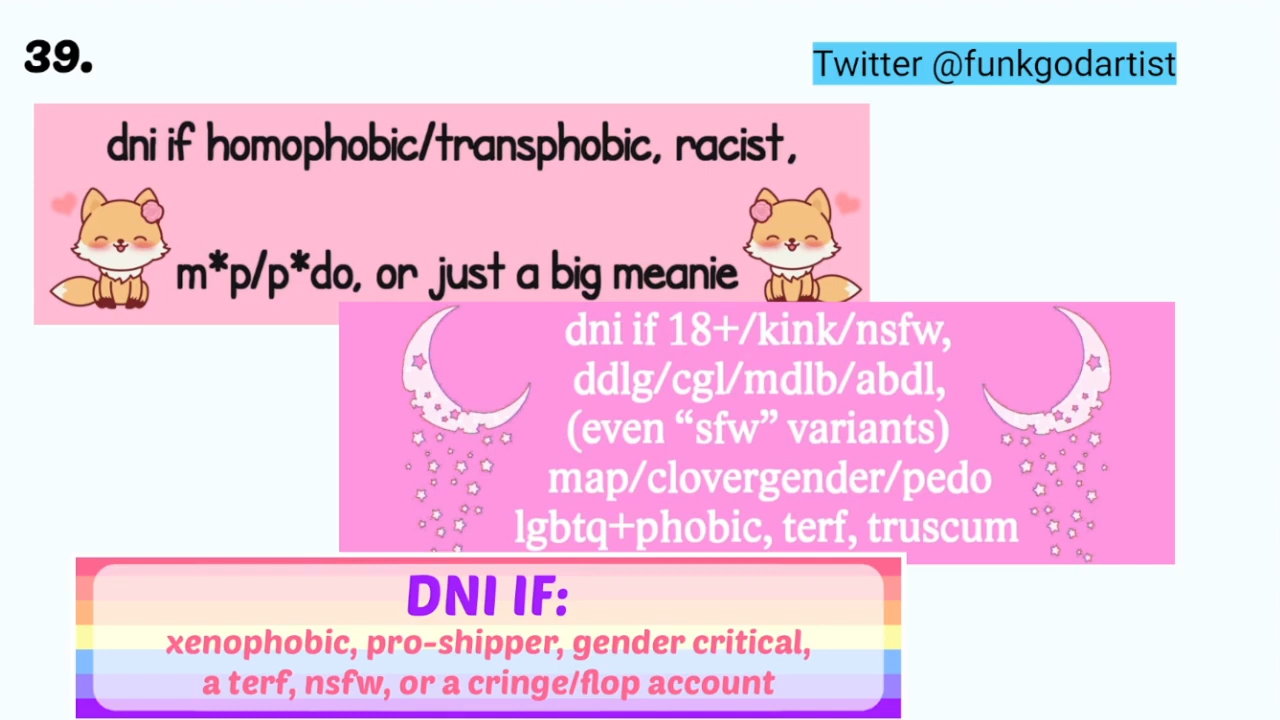 39.
Twitter @funkgodartist
dni if homophobic/transphobic, racist,
m*p/p*do, or just a big meanie
dni if 18+/kink/nsfw,
ddlg/cgl/mdlb/abdl,
(even “sfw” variants)
map/clovergender/pedo
lgbtq+phobic, terf, truscum
DNI IF:
xenophobic, pro-shipper, gender critical,
a terf, nsfw, or a cringe/flop account